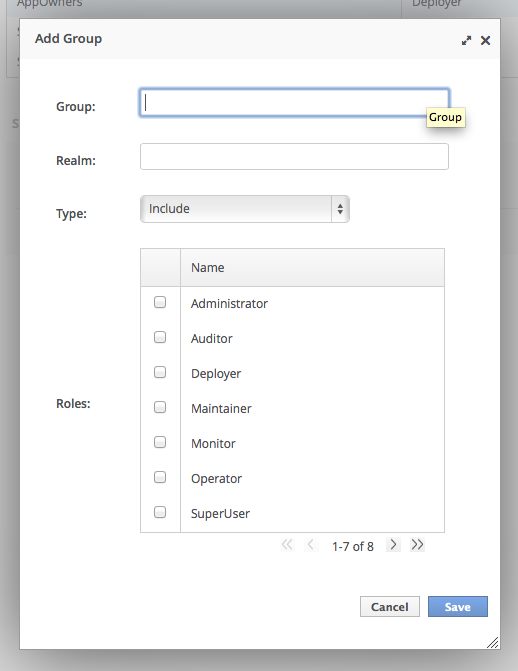 AppOwners Deployer
Add Group
Group:
Group
Realm:
Type: Include
Name
Administrator
Auditor
Deployer
Roles: Maintainer
Monitor
Operator
SuperUser
1-7 of 8
Cancel Save